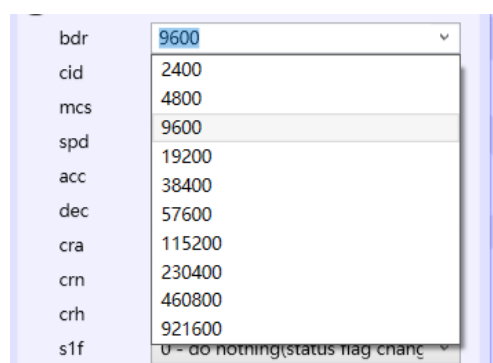 bdr 9600
cid 2400
mcs 4800
9600
spd 19200
acc 38400
dec 57600
cra 115200
crn 230400
crh 460800
921600
s1f 0 - do nothing(status flag chang